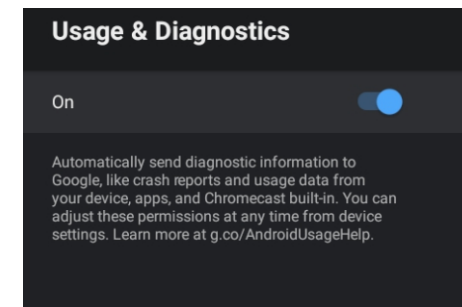 Usage & Diagnostics
On
Automatically send diagnostic information to
Google, like crash reports and usage data from
your device, apps, and Chromecast built-in. You can
adjust these permissions at any time from device
settings. Learn more at g.co/AndroidUsageHelp.